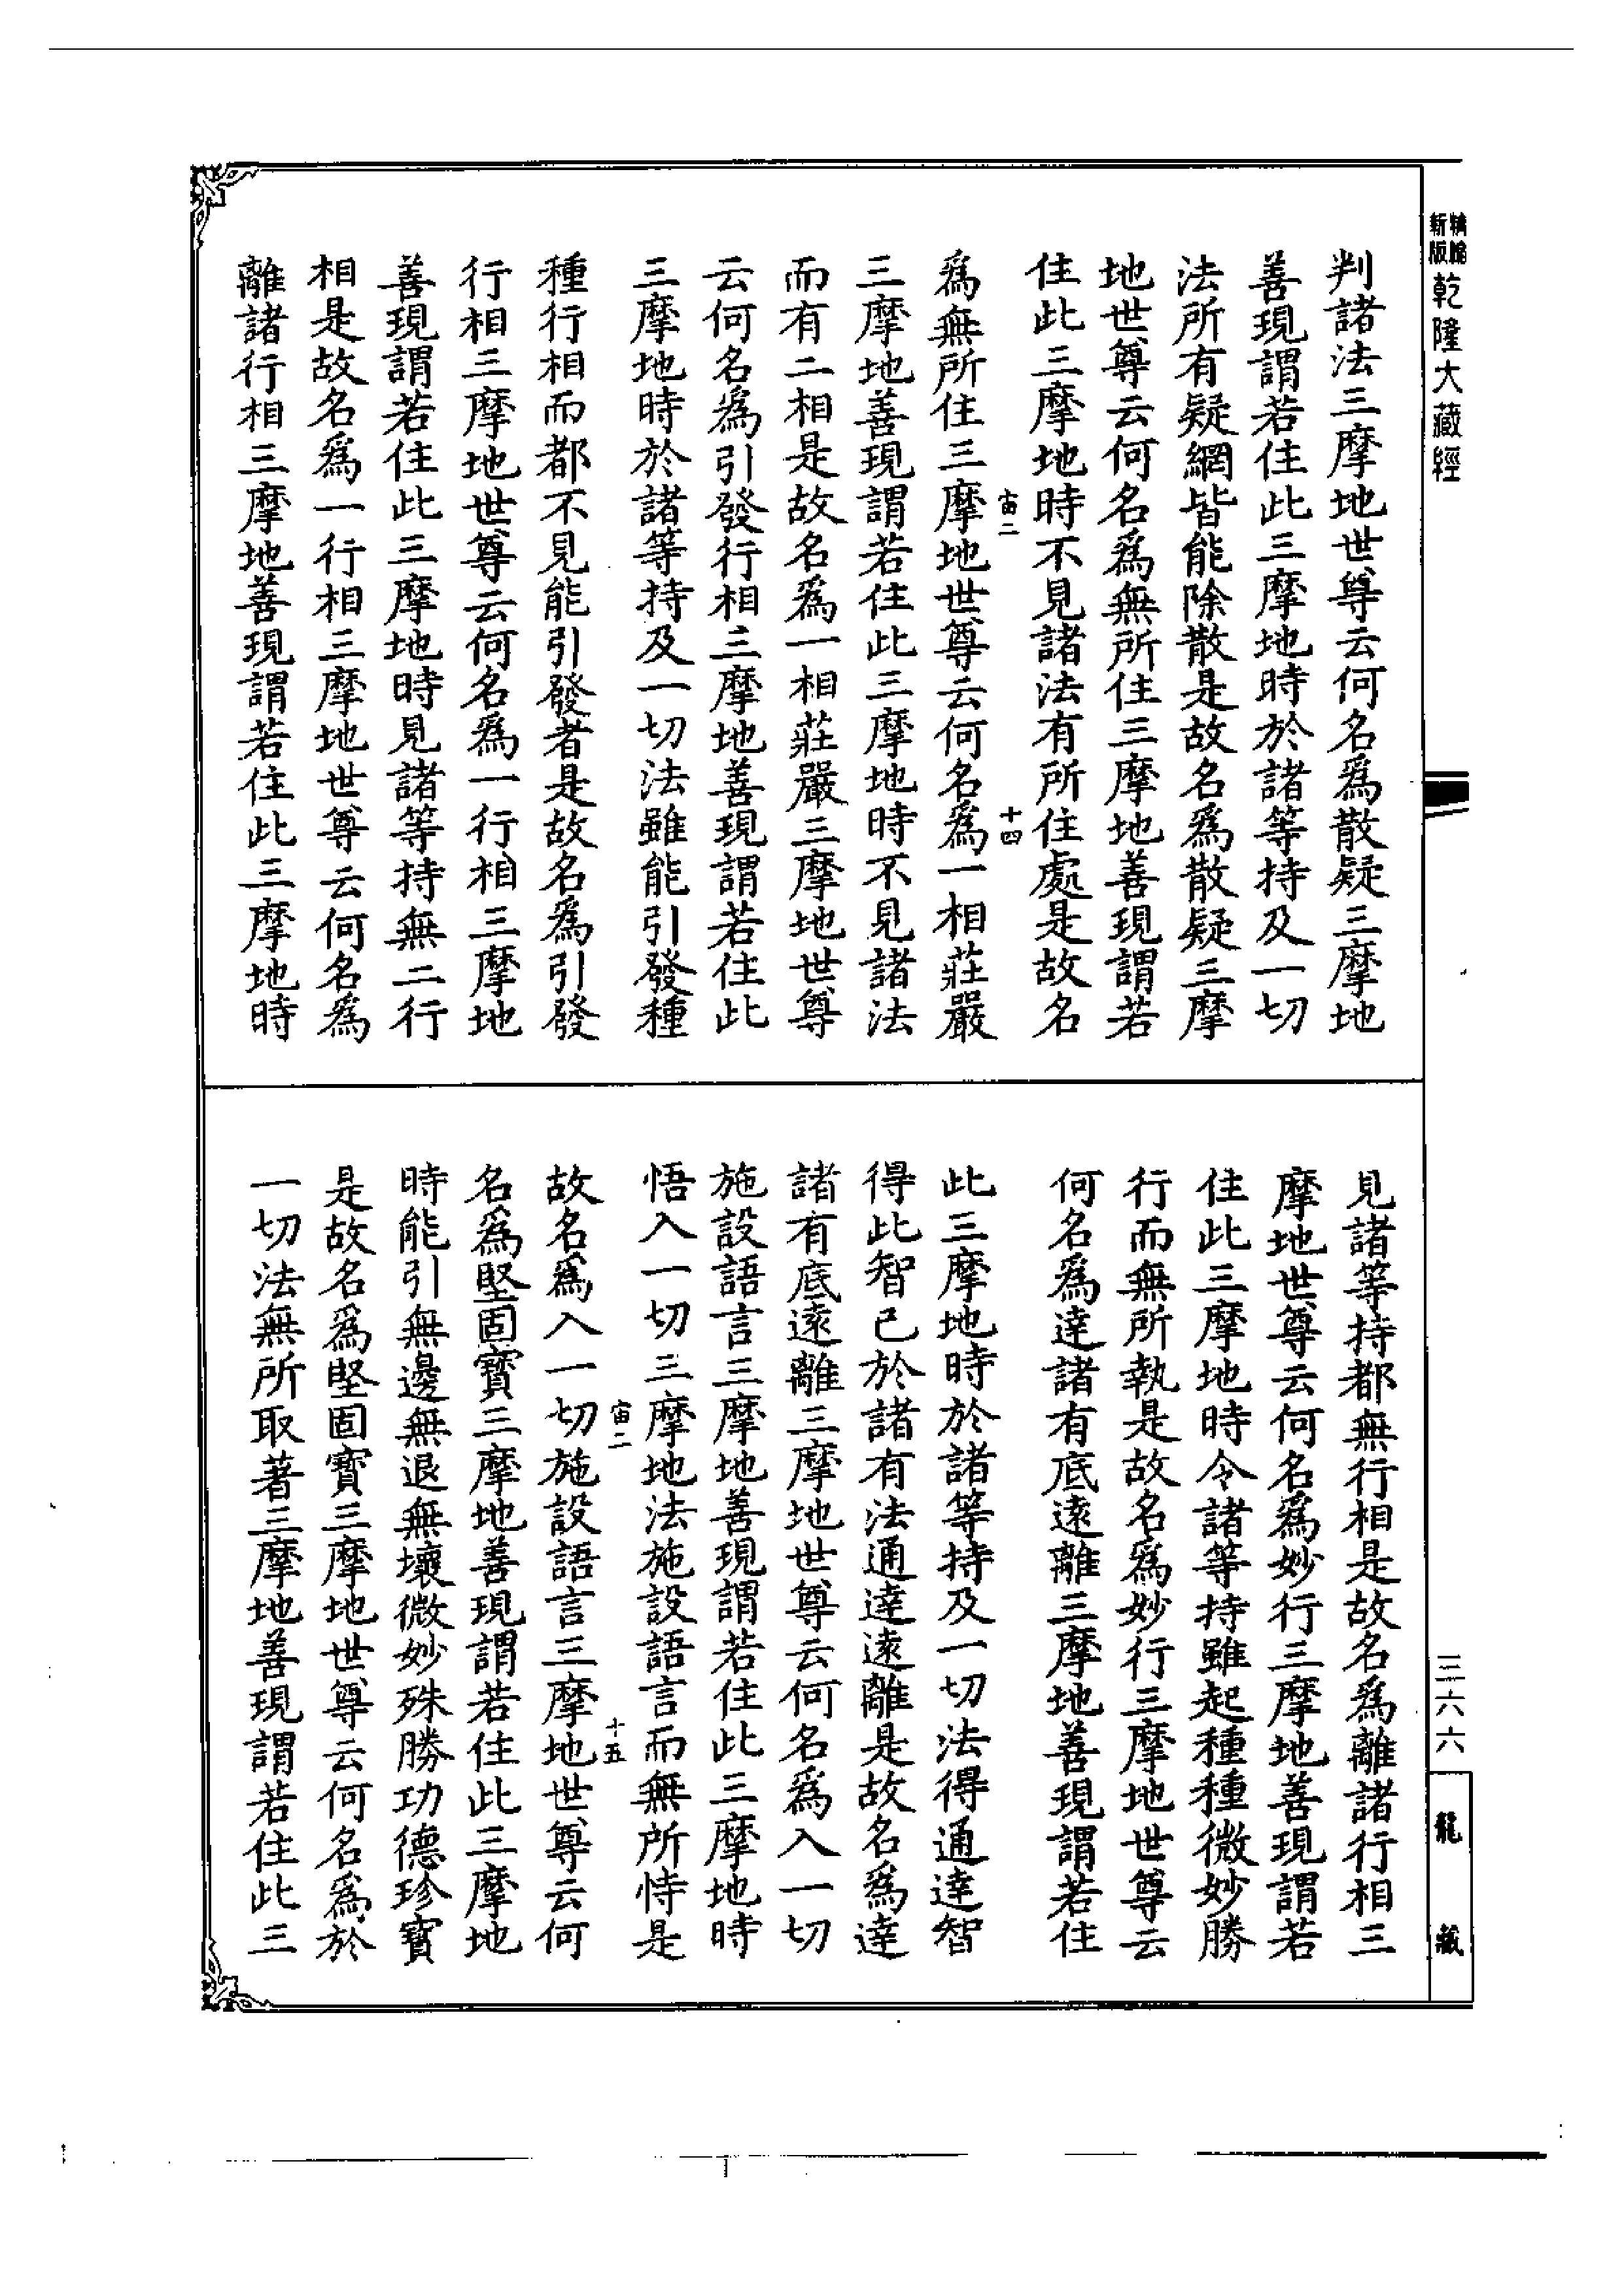 精縮新版乾隆大藏經
判諸法三摩地世尊云何名爲散疑三摩地
善現謂若住此三摩地時於諸等持及一切
法所有疑網皆能除散是故名爲散疑三摩
地世尊云何名爲無所住三摩地善現謂若
住此三摩地時不見諸法有所住處是故名
宙二 十四
爲無所住三摩地世尊云何名爲一相莊嚴
三摩地善現謂若住此三摩地時不見諸法
而有二相是故名爲一相莊嚴三摩地世尊
云何名爲引發行相三摩地善現謂若住此
三摩地時於諸等持及一切法雖能引發種
種行相而都不見能引發者是故名爲引發
行相三摩地世尊云何名爲一行相三摩地
善現謂若住此三摩地時見諸等持無二行
相是故名爲一行相三摩地世尊云何名爲
離諸行相三摩地善現謂若住此三摩地時
見諸等持都無行相是故名爲離諸行相三
摩地世尊云何名爲妙行三摩地善現謂若
住此三摩地時令諸等持雖起種種微妙勝
行而無所執是故名爲妙行三摩地世尊云
何名爲達諸有底遠離三摩地善現謂若住
此三摩地時於諸等持及一切法得通達智
得此智已於諸有法通達遠離是故名爲達
諸有底遠離三摩地世尊云何名爲入一切
施設語言三摩地善現謂若住此三摩地時
悟入一切三摩地法施設語言而無所恃是
宙二 十五
故名爲入一切施設語言三摩地世尊云何
名爲堅固寶三摩地善現謂若住此三摩地
時能引無邊無退無壞微妙殊勝功德珍寶
是故名爲堅固寶三摩地世尊云何名爲於
一切法無所取著三摩地善現謂若住此三
三六六
龍藏